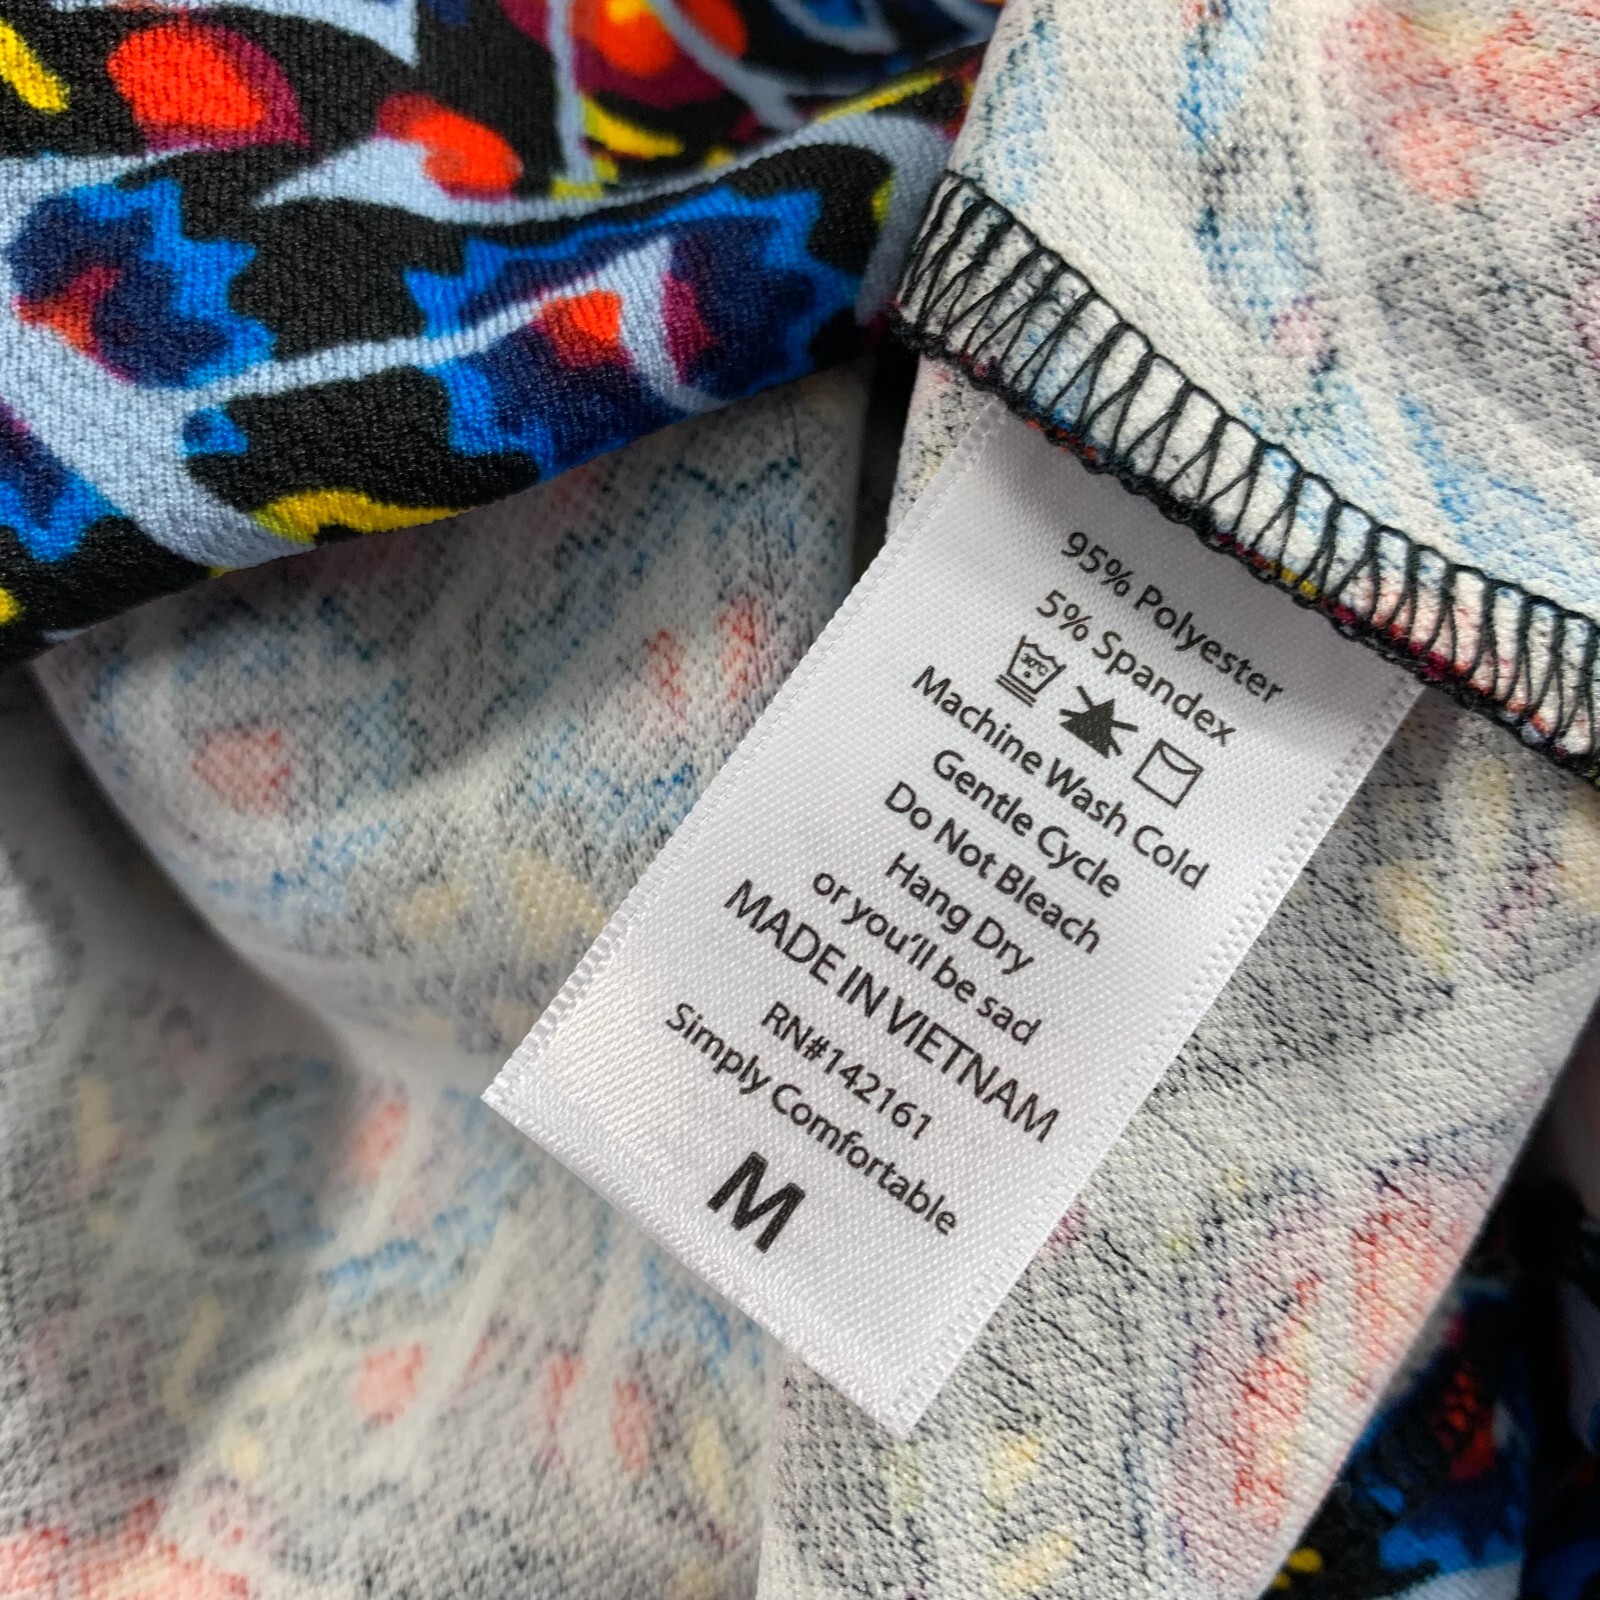 95% Polyester
5% Spandex
30°C
Machine Wash Cold
Gentle Cycle
Do Not Bleach
Hang Dry
or you'll be sad
MADE IN VIETNAM
RN#142161
Simply Comfortable
M